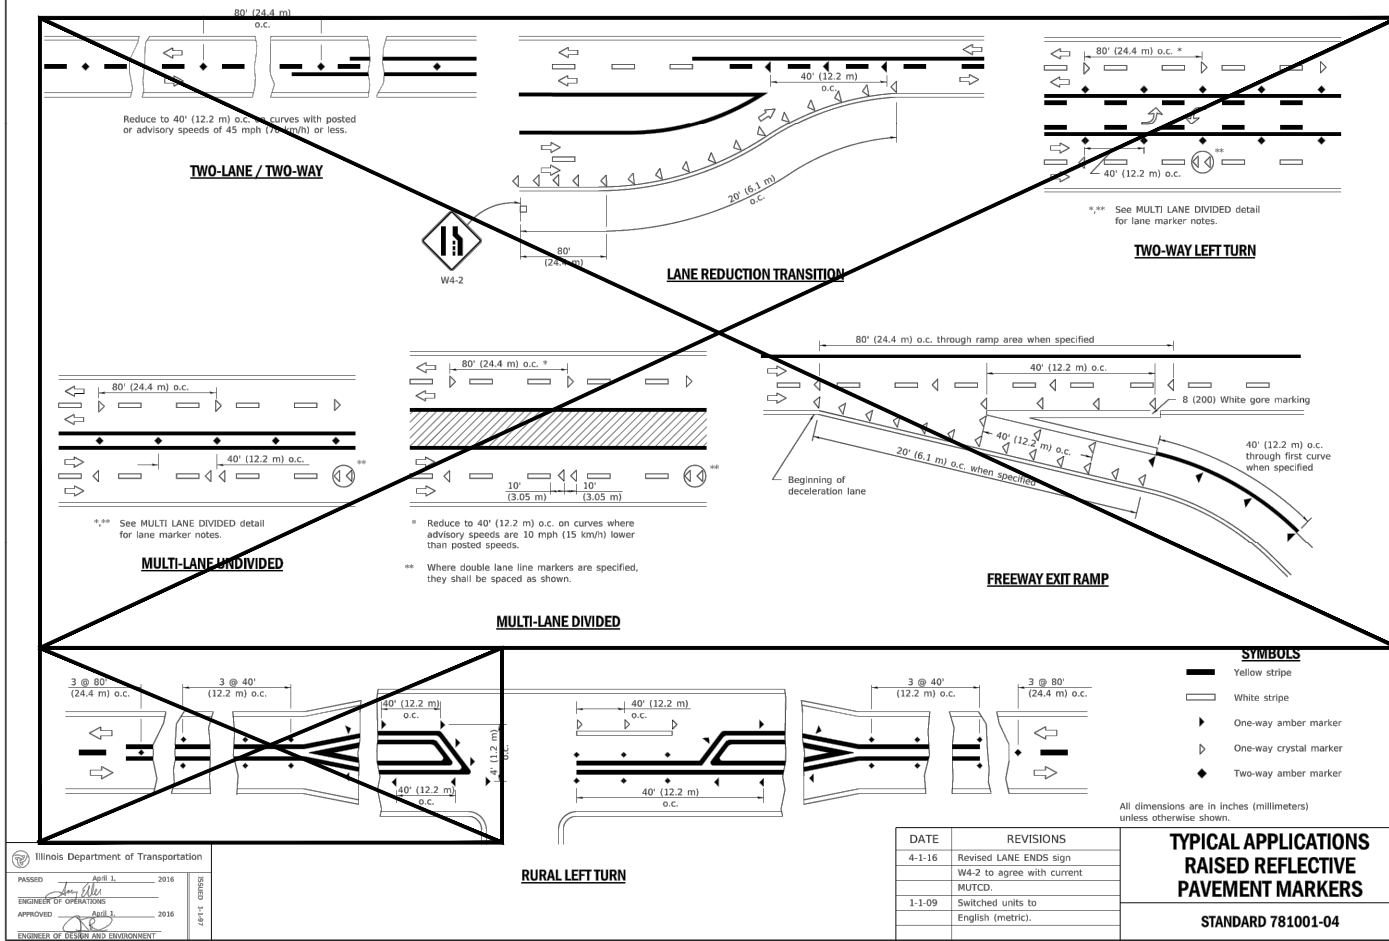 80' (24.4 m)
o.c.
Reduce to 40' (12.2 m) o.c. on curves with posted
or advisory speeds of 45 mph (70 km/h) or less.
TWO-LANE / TWO-WAY
40' (12.2 m)
o.c.
20' (6.1 m)
o.c.
80'
(24.4 m)
W4-2
LANE REDUCTION TRANSITION
80' (24.4 m) o.c. *
**
40' (12.2 m) o.c.
*,** See MULTI LANE DIVIDED detail
for lane marker notes.
TWO-WAY LEFT TURN
80' (24.4 m) o.c.
40' (12.2 m) o.c.
**
*,** See MULTI LANE DIVIDED detail
for lane marker notes.
MULTI-LANE UNDIVIDED
80' (24.4 m) o.c. *
**
10'
(3.05 m)
10'
(3.05 m)
* Reduce to 40' (12.2 m) o.c. on curves where
advisory speeds are 10 mph (15 km/h) lower
than posted speeds.
** Where double lane line markers are specified,
they shall be spaced as shown.
MULTI-LANE DIVIDED
80' (24.4 m) o.c. through ramp area when specified
40' (12.2 m) o.c.
8 (200) White gore marking
40' (12.2 m) o.c.
20' (6.1 m) o.c. when specified
40' (12.2 m) o.c.
through first curve
when specified
Beginning of
deceleration lane
FREEWAY EXIT RAMP
3 @ 80'
(24.4 m) o.c.
3 @ 40'
(12.2 m) o.c.
40' (12.2 m)
o.c.
4' (1.2 m)
o.c.
40' (12.2 m)
o.c.
40' (12.2 m)
o.c.
40' (12.2 m)
o.c.
3 @ 40'
(12.2 m) o.c.
3 @ 80'
(24.4 m) o.c.
RURAL LEFT TURN
SYMBOLS
Yellow stripe
White stripe
One-way amber marker
One-way crystal marker
Two-way amber marker
All dimensions are in inches (millimeters)
unless otherwise shown.
Illinois Department of Transportation
PASSED April 1, 2016
ENGINEER OF OPERATIONS
APPROVED April 1, 2016
ENGINEER OF DESIGN AND ENVIRONMENT
ISSUED 1-1-97
DATE REVISIONS
4-1-16 Revised LANE ENDS sign
W4-2 to agree with current
MUTCD.
1-1-09 Switched units to
English (metric).
TYPICAL APPLICATIONS
RAISED REFLECTIVE
PAVEMENT MARKERS
STANDARD 781001-04